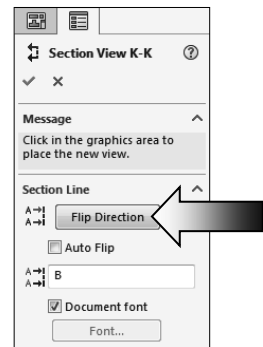 Section View K-K
Message
Click in the graphics area to
place the new view.
Section Line
Flip Direction
Auto Flip
B
Document font
Font...